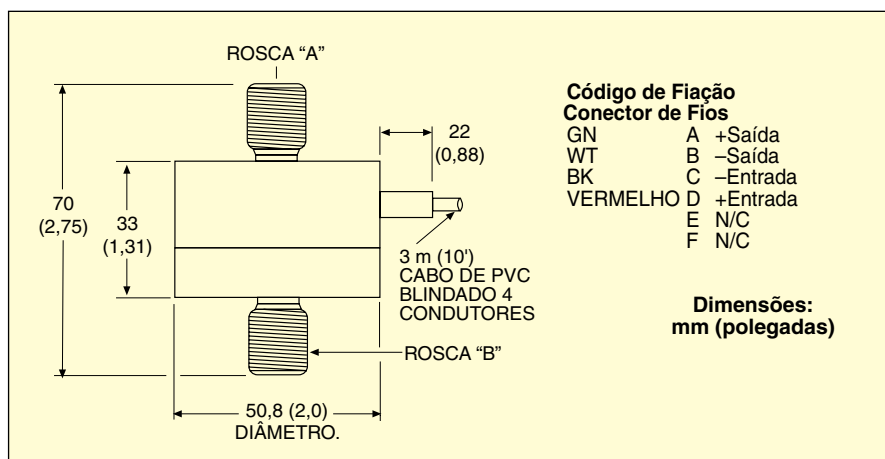 ROSCA “A”
70
(2,75)
33
(1,31)
22
(0,88)
3 m (10')
CABO DE PVC
BLINDADO 4
CONDUTORES
ROSCA “B”
50,8 (2,0)
DIÂMETRO.
Código de Fiação
Conector de Fios
GN A +Saída
WT B –Saída
BK C –Entrada
VERMELHO D +Entrada
E N/C
F N/C
Dimensões:
mm (polegadas)